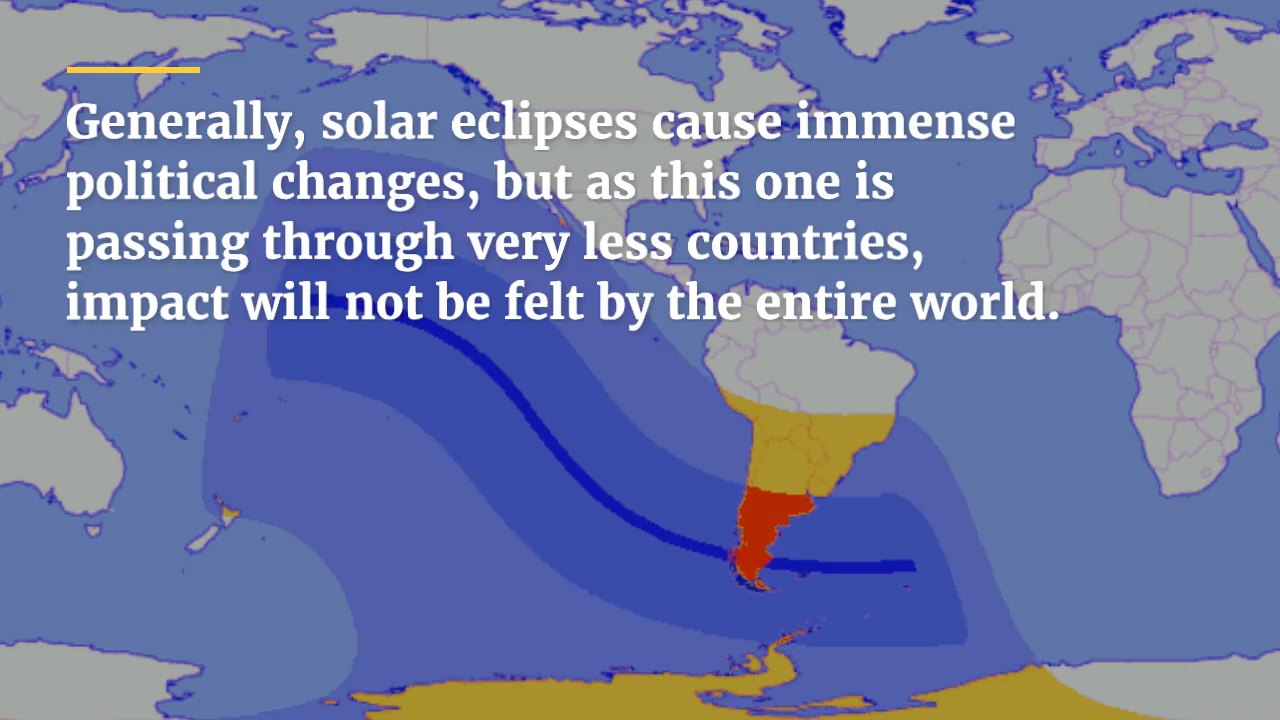 Generally, solar eclipses cause immense
political changes, but as this one is
passing through very less countries,
impact will not be felt by the entire world.